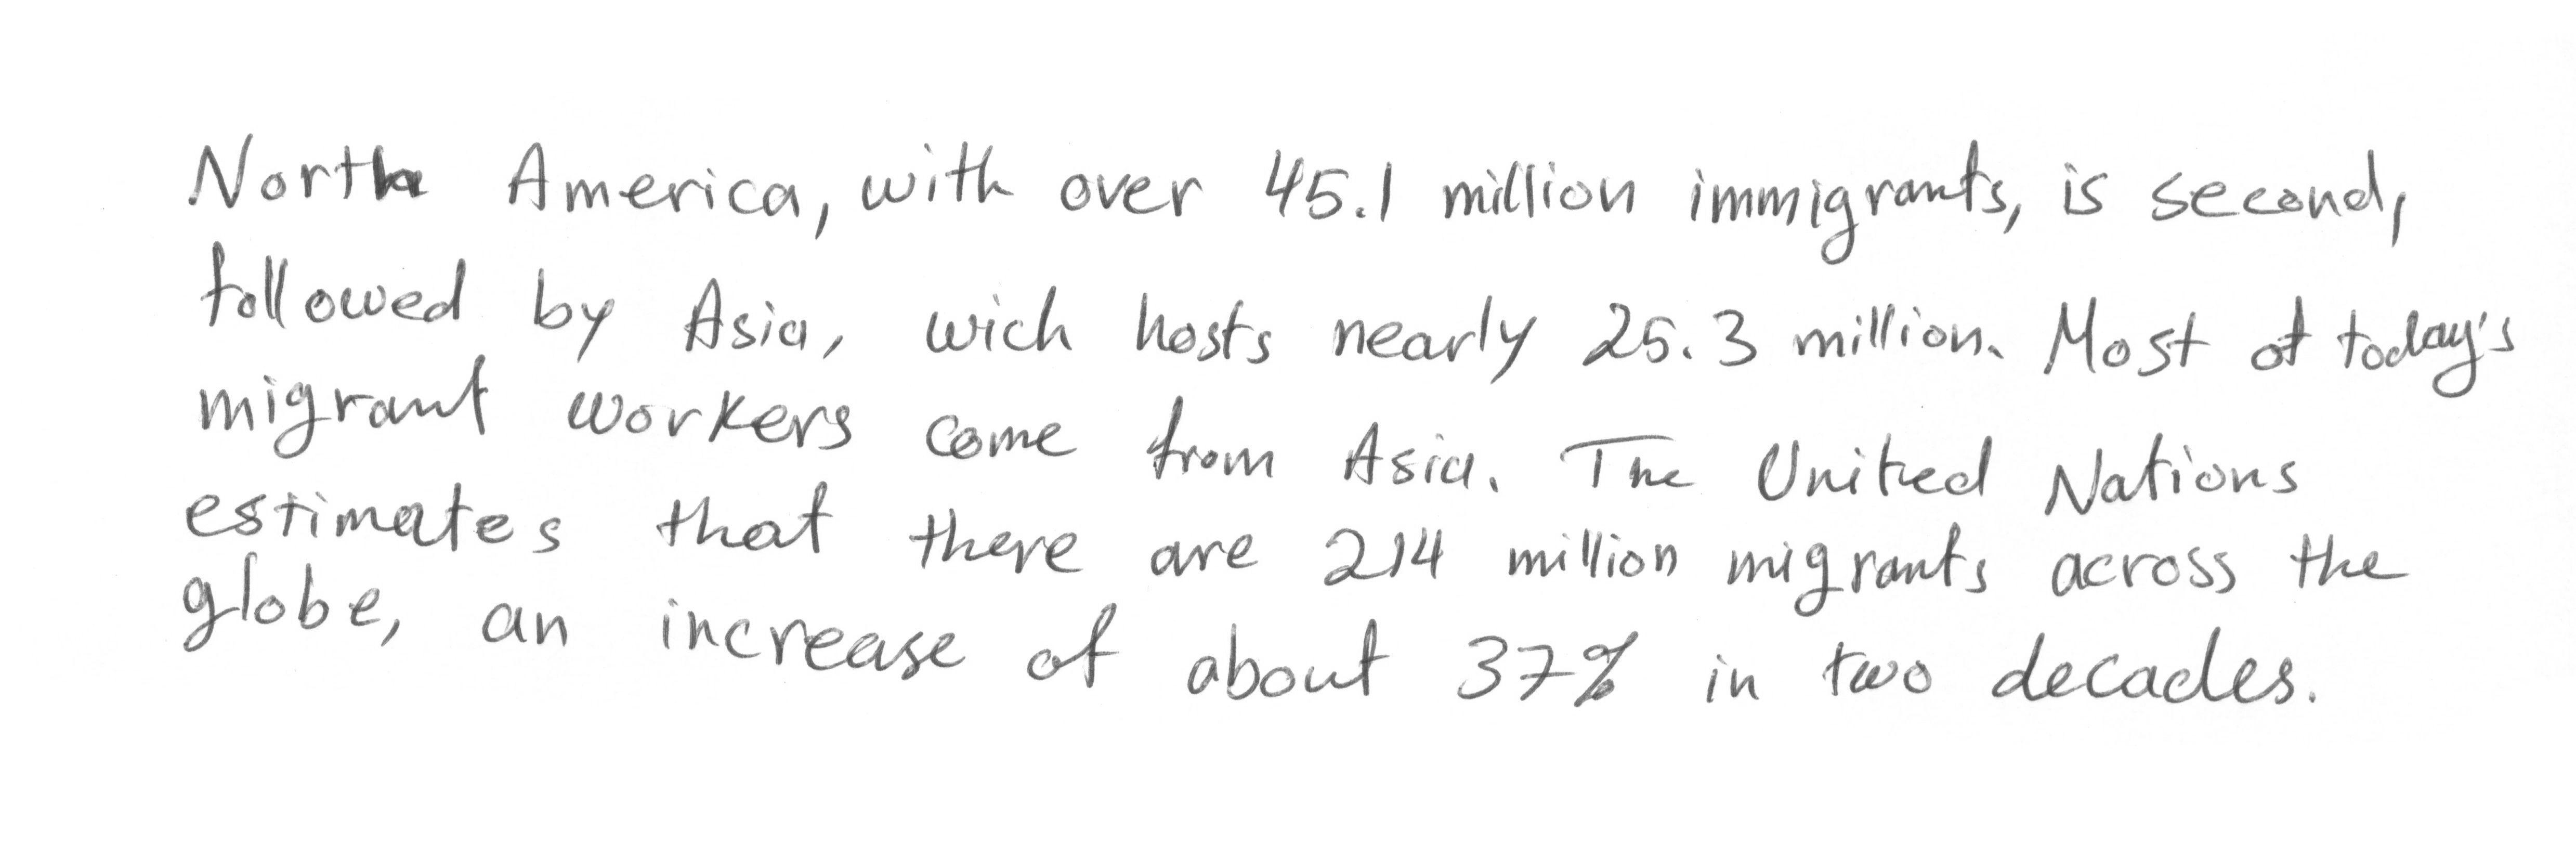 North America, with over 45.1 million immigrants, is second,
followed by Asia, wich hosts nearly 25.3 million. Most of today's
migrant workers come from Asia. The United Nations
estimates that there are 214 million migrants across the
globe, an increase of about 37% in two decades.